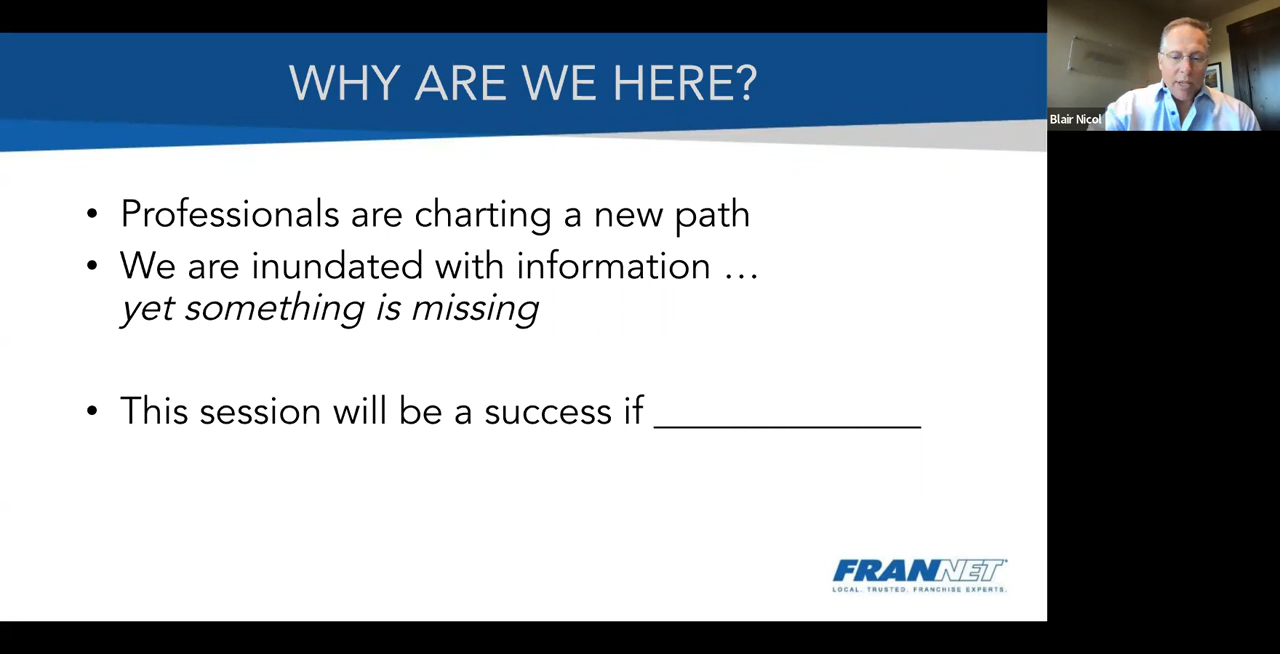 WHY ARE WE HERE?
• Professionals are charting a new path
• We are inundated with information …
yet something is missing
• This session will be a success if _______________
FRANNET
LOCAL. TRUSTED. FRANCHISE EXPERTS.
Blair Nicol